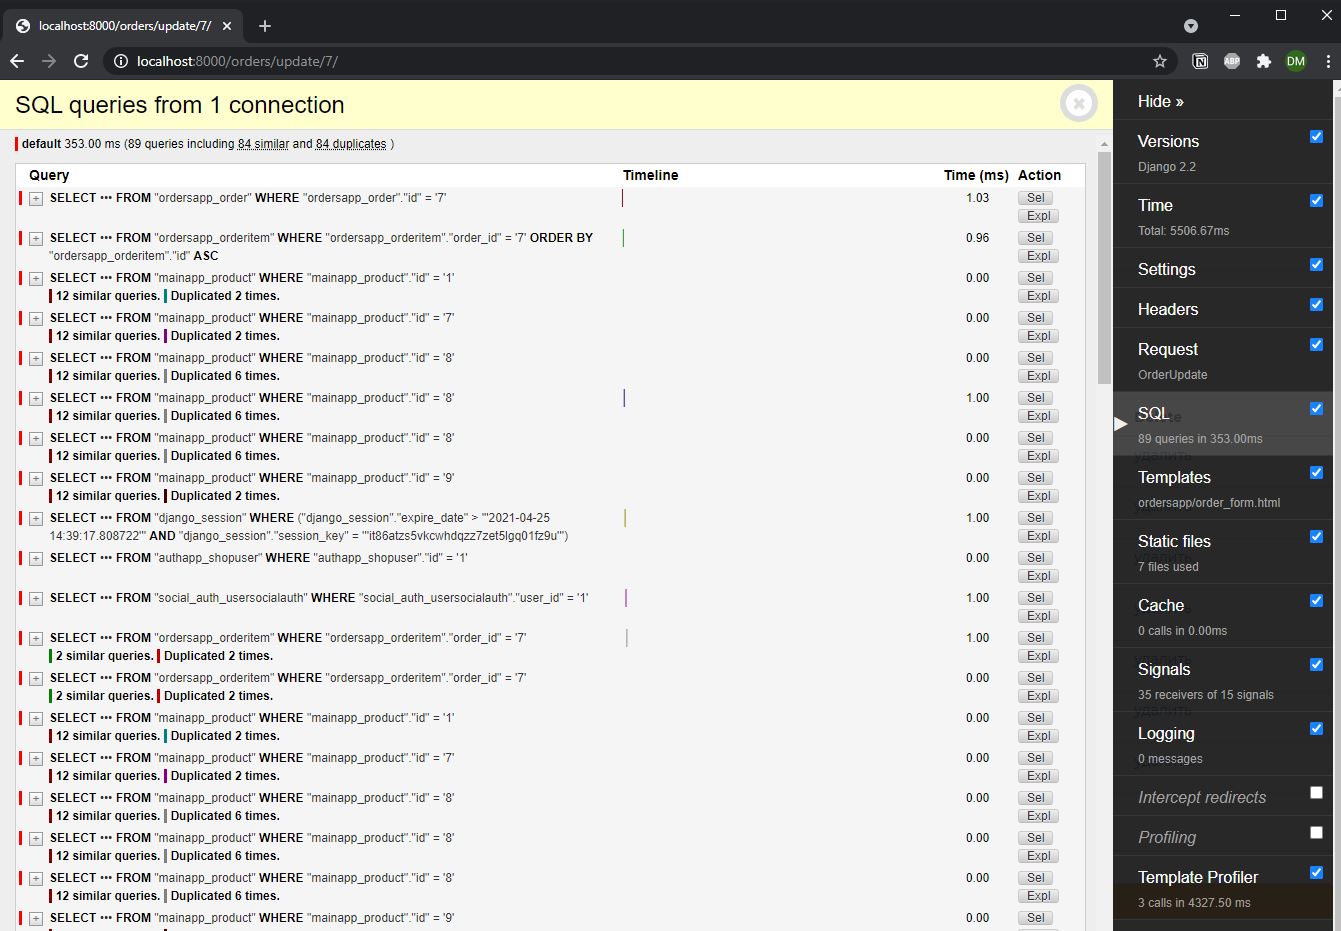 localhost:8000/orders/update/7/
localhost:8000/orders/update/7/
ABP
DM
SQL queries from 1 connection
default 353.00 ms (89 queries including 84 similar and 84 duplicates )
Query Timeline Time (ms) Action
+ SELECT ••• FROM "ordersapp_order" WHERE "ordersapp_order"."id" = '7' 1.03 Sel
Expl
+ SELECT ••• FROM "ordersapp_orderitem" WHERE "ordersapp_orderitem"."order_id" = '7' ORDER BY 0.96 Sel
"ordersapp_orderitem"."id" ASC Expl
+ SELECT ••• FROM "mainapp_product" WHERE "mainapp_product"."id" = '1' 0.00 Sel
12 similar queries. Duplicated 2 times. Expl
+ SELECT ••• FROM "mainapp_product" WHERE "mainapp_product"."id" = '7' 0.00 Sel
12 similar queries. Duplicated 2 times. Expl
+ SELECT ••• FROM "mainapp_product" WHERE "mainapp_product"."id" = '8' 0.00 Sel
12 similar queries. Duplicated 6 times. Expl
+ SELECT ••• FROM "mainapp_product" WHERE "mainapp_product"."id" = '8' 1.00 Sel
12 similar queries. Duplicated 6 times. Expl
+ SELECT ••• FROM "mainapp_product" WHERE "mainapp_product"."id" = '8' 0.00 Sel
12 similar queries. Duplicated 6 times. Expl
+ SELECT ••• FROM "mainapp_product" WHERE "mainapp_product"."id" = '9' 0.00 Sel
12 similar queries. Duplicated 2 times. Expl
+ SELECT ••• FROM "django_session" WHERE ("django_session"."expire_date" > '"2021-04-25 1.00 Sel
14:39:17.808722"' AND "django_session"."session_key" = '"it86atzs5vkcwhdqzz7zet5lgq01fz9u"') Expl
+ SELECT ••• FROM "authapp_shopuser" WHERE "authapp_shopuser"."id" = '1' 0.00 Sel
Expl
+ SELECT ••• FROM "social_auth_usersocialauth" WHERE "social_auth_usersocialauth"."user_id" = '1' 1.00 Sel
Expl
+ SELECT ••• FROM "ordersapp_orderitem" WHERE "ordersapp_orderitem"."order_id" = '7' 1.00 Sel
2 similar queries. Duplicated 2 times. Expl
+ SELECT ••• FROM "ordersapp_orderitem" WHERE "ordersapp_orderitem"."order_id" = '7' 0.00 Sel
2 similar queries. Duplicated 2 times. Expl
+ SELECT ••• FROM "mainapp_product" WHERE "mainapp_product"."id" = '1' 0.00 Sel
12 similar queries. Duplicated 2 times. Expl
+ SELECT ••• FROM "mainapp_product" WHERE "mainapp_product"."id" = '7' 0.00 Sel
12 similar queries. Duplicated 2 times. Expl
+ SELECT ••• FROM "mainapp_product" WHERE "mainapp_product"."id" = '8' 0.00 Sel
12 similar queries. Duplicated 6 times. Expl
+ SELECT ••• FROM "mainapp_product" WHERE "mainapp_product"."id" = '8' 0.00 Sel
12 similar queries. Duplicated 6 times. Expl
+ SELECT ••• FROM "mainapp_product" WHERE "mainapp_product"."id" = '8' 0.00 Sel
12 similar queries. Duplicated 6 times. Expl
+ SELECT ••• FROM "mainapp_product" WHERE "mainapp_product"."id" = '9' 0.00 Sel
Hide »
Versions
Django 2.2
Time
Total: 5506.67ms
Settings
Headers
Request
OrderUpdate
SQL
89 queries in 353.00ms
Templates
ordersapp/order_form.html
Static files
7 files used
Cache
0 calls in 0.00ms
Signals
35 receivers of 15 signals
удалить
Logging
0 messages
Intercept redirects
Profiling
Template Profiler
3 calls in 4327.50 ms